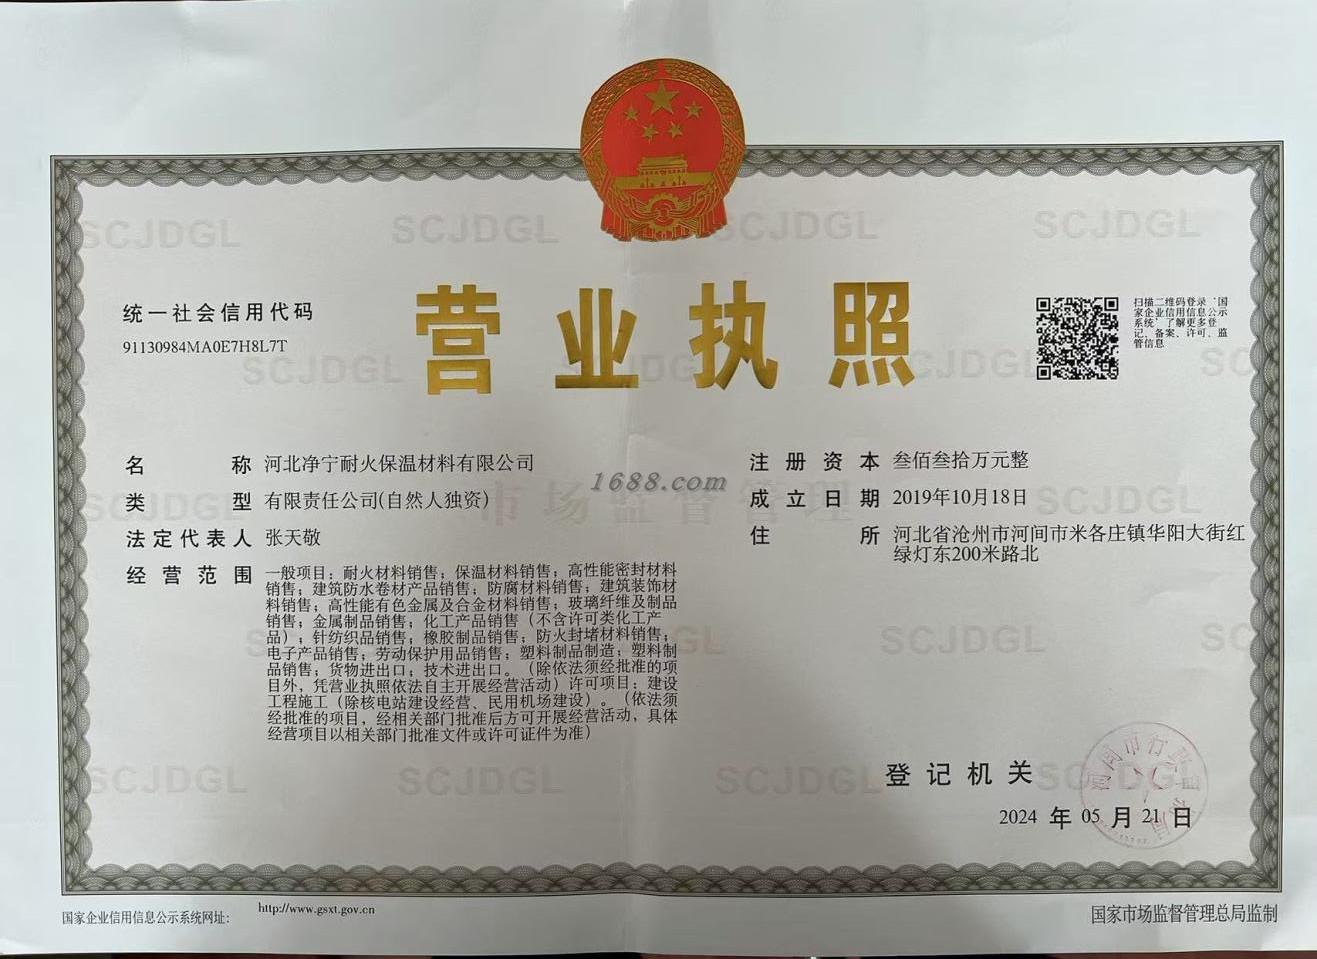 统一社会信用代码
91130984MA0E7H8L7T
营业执照
扫描二维码登录‘国
家企业信用信息公示
系统’了解更多登
记、备案、许可、监
管信息
名称 河北净宁耐火保温材料有限公司
类型 有限责任公司(自然人独资)
法定代表人 张天敬
经营范围 一般项目：耐火材料销售；保温材料销售；高性能密封材料
销售；建筑防水卷材产品销售；防腐材料销售；建筑装饰材
料销售；高性能有色金属及合金材料销售；玻璃纤维及制品
销售；金属制品销售；化工产品销售（不含许可类化工产
品）；针纺织品销售；橡胶制品销售；防火封堵材料销售；
电子产品销售；劳动保护用品销售；塑料制品制造；塑料制
品销售；货物进出口；技术进出口。（除依法须经批准的项
目外，凭营业执照依法自主开展经营活动）许可项目：建设
工程施工（除核电站建设经营、民用机场建设）。（依法须
经批准的项目，经相关部门批准后方可开展经营活动，具体
经营项目以相关部门批准文件或许可证件为准）
注册资本 叁佰叁拾万元整
成立日期 2019年10月18日
住所 河北省沧州市河间市米各庄镇华阳大街红
绿灯东200米路北
1688.com
市场监督管理
SCJDGL
登记机关
2024 年 05 月 21 日
国家企业信用信息公示系统网址：
http://www.gsxt.gov.cn
国家市场监督管理总局监制